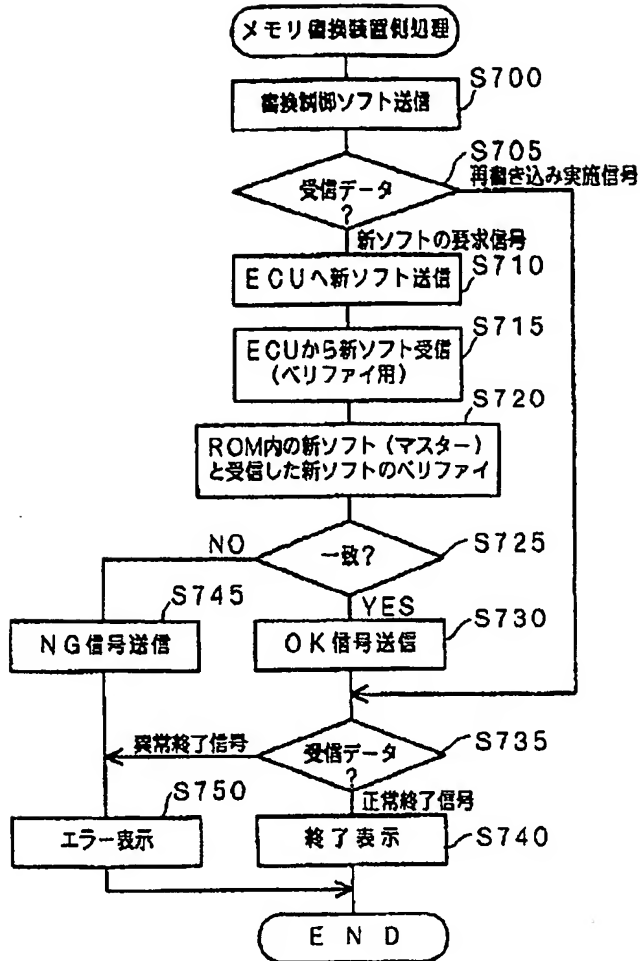 メモリ書換装置側処理
S700
書換制御ソフト送信
S705
受信データ
?
再書き込み実施信号
新ソフトの要求信号
S710
ECUへ新ソフト送信
S715
ECUから新ソフト受信
(ベリファイ用)
S720
ROM内の新ソフト(マスター)
と受信した新ソフトのベリファイ
NO
一致?
S725
S745
YES
S730
NG信号送信
OK信号送信
異常終了信号
受信データ
?
S735
S750
正常終了信号
エラー表示
終了表示
S740
END